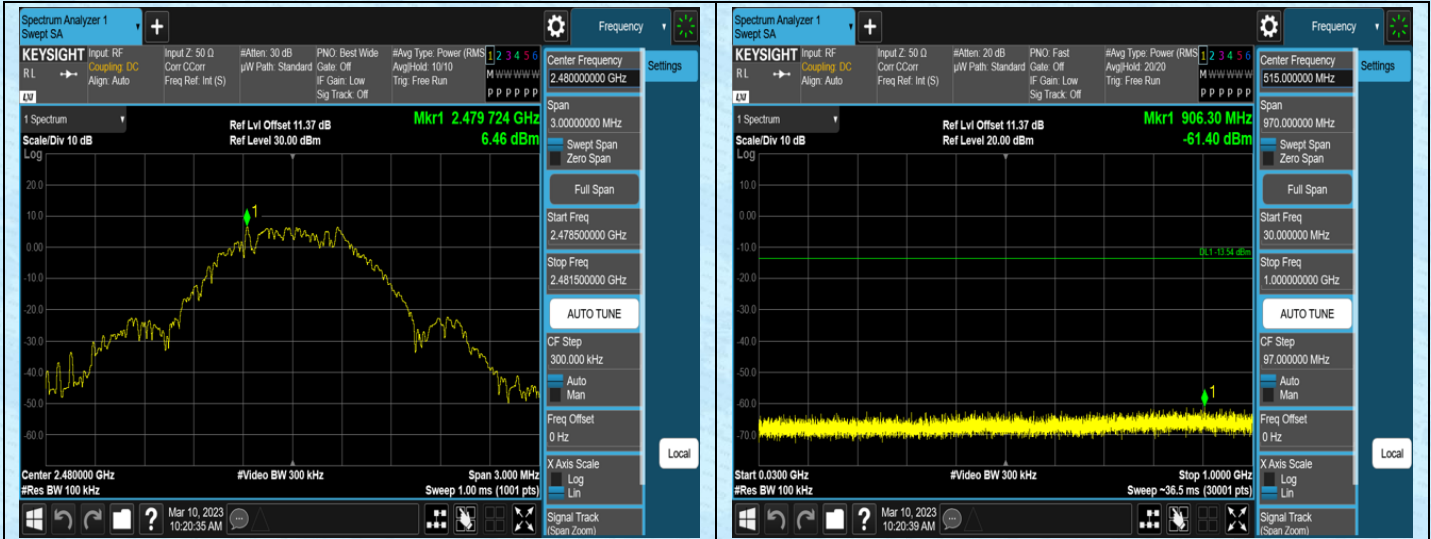 Spectrum Analyzer 1
Swept SA
+
Frequency
KEYSIGHT
RL
LXI
Input: RF
Coupling: DC
Align: Auto
Input Z: 50 Ω
Corr CCorr
Freq Ref: Int (S)
#Atten: 30 dB
µW Path: Standard
PNO: Best Wide
Gate: Off
IF Gain: Low
Sig Track: Off
#Avg Type: Power (RMS
Avg|Hold: 10/10
Trig: Free Run
1 2 3 4 5 6
M W W W W W
P P P P P P
1 Spectrum
Scale/Div 10 dB
Log
Ref Lvl Offset 11.37 dB
Ref Level 30.00 dBm
Mkr1 2.479 724 GHz
6.46 dBm
1
20.0
10.0
0.00
-10.0
-20.0
-30.0
-40.0
-50.0
-60.0
Center 2.480000 GHz
#Res BW 100 kHz
#Video BW 300 kHz
Span 3.000 MHz
Sweep 1.00 ms (1001 pts)
Center Frequency
2.480000000 GHz
Settings
Span
3.00000000 MHz
Swept Span
Zero Span
Full Span
Start Freq
2.478500000 GHz
Stop Freq
2.481500000 GHz
AUTO TUNE
CF Step
300.000 kHz
Auto
Man
Freq Offset
0 Hz
X Axis Scale
Log
Lin
Signal Track
(Span Zoom)
Local
?
Mar 10, 2023
10:20:35 AM
Spectrum Analyzer 1
Swept SA
+
Frequency
KEYSIGHT
RL
LXI
Input: RF
Coupling: DC
Align: Auto
Input Z: 50 Ω
Corr CCorr
Freq Ref: Int (S)
#Atten: 20 dB
µW Path: Standard
PNO: Fast
Gate: Off
IF Gain: Low
Sig Track: Off
#Avg Type: Power (RMS
Avg|Hold: 20/20
Trig: Free Run
1 2 3 4 5 6
M W W W W W
P P P P P P
1 Spectrum
Scale/Div 10 dB
Log
Ref Lvl Offset 11.37 dB
Ref Level 20.00 dBm
Mkr1 906.30 MHz
-61.40 dBm
10.0
0.00
-10.0
DL1 -13.54 dBm
-20.0
-30.0
-40.0
-50.0
-60.0
-70.0
1
Start 0.0300 GHz
#Res BW 100 kHz
#Video BW 300 kHz
Stop 1.0000 GHz
Sweep ~36.5 ms (30001 pts)
Center Frequency
515.000000 MHz
Settings
Span
970.000000 MHz
Swept Span
Zero Span
Full Span
Start Freq
30.000000 MHz
Stop Freq
1.000000000 GHz
AUTO TUNE
CF Step
97.000000 MHz
Auto
Man
Freq Offset
0 Hz
X Axis Scale
Log
Lin
Signal Track
(Span Zoom)
Local
?
Mar 10, 2023
10:20:39 AM